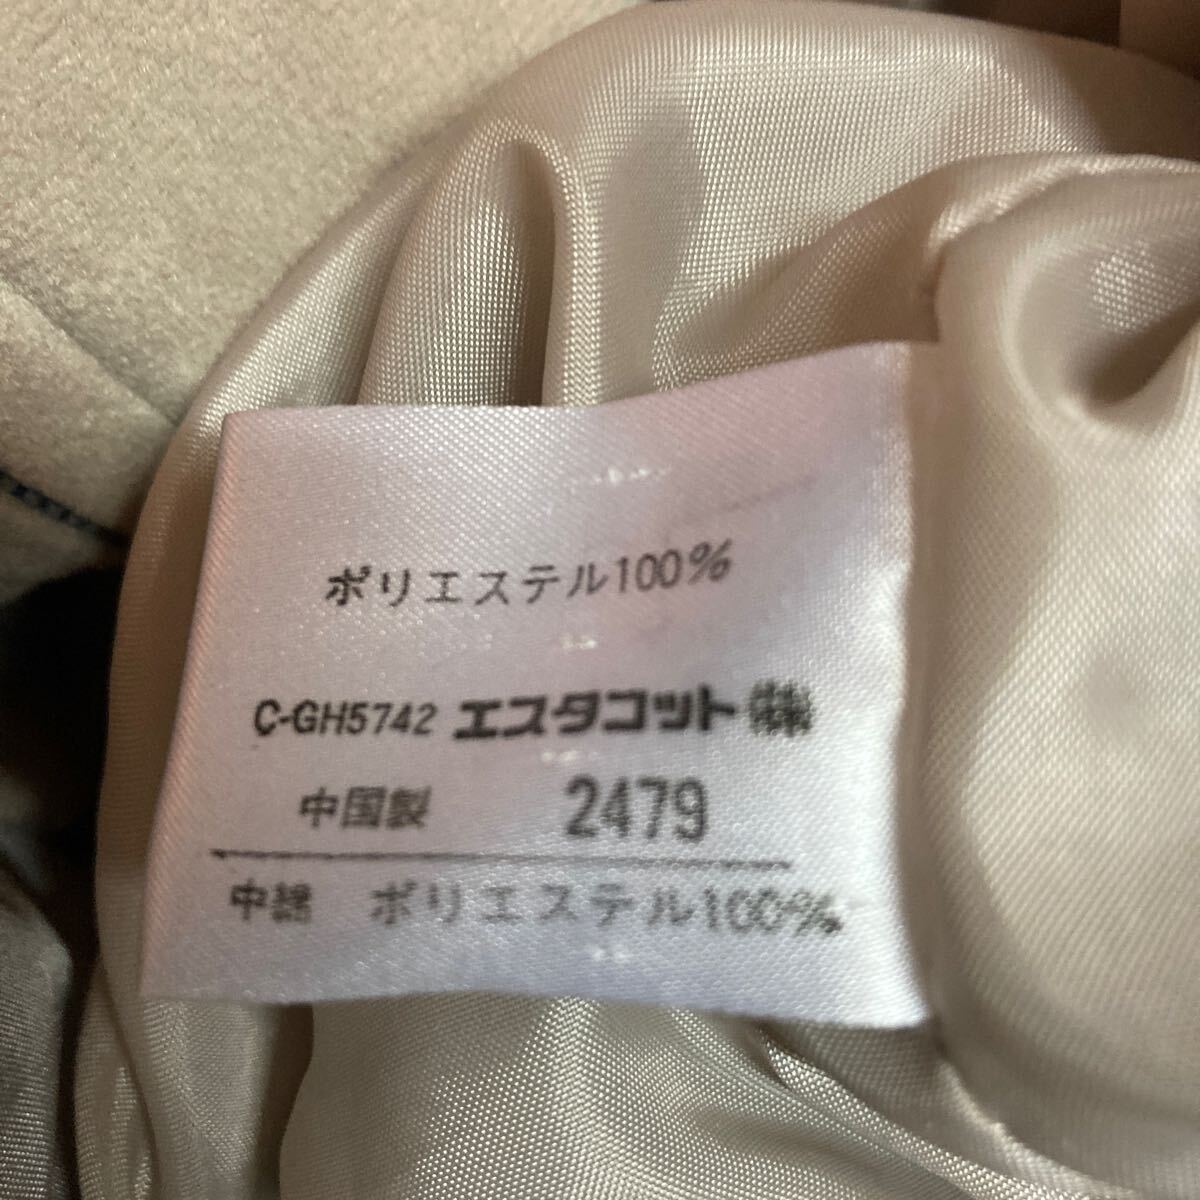 ポリエステル100%
C-GH5742 エスタコット㈱
中国製 2479
中綿 ポリエステル100%